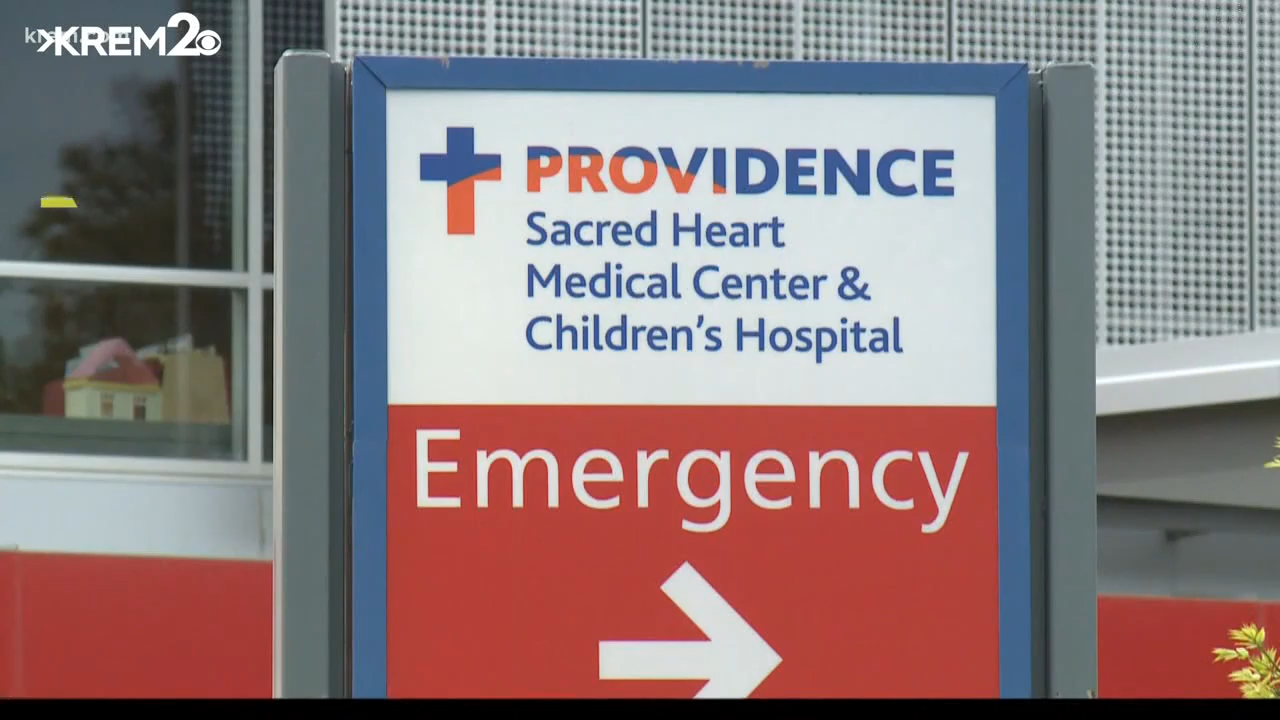 KREM2
PROVIDENCE
Sacred Heart
Medical Center &
Children's Hospital
Emergency